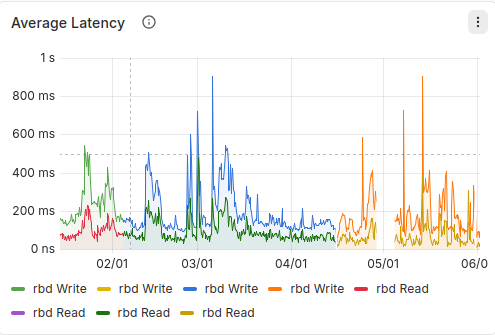 Average Latency
1 s
800 ms
600 ms
400 ms
200 ms
0 ns
02/01 03/01 04/01 05/01 06/0
rbd Write rbd Write rbd Write rbd Write rbd Read
rbd Read rbd Read rbd Read